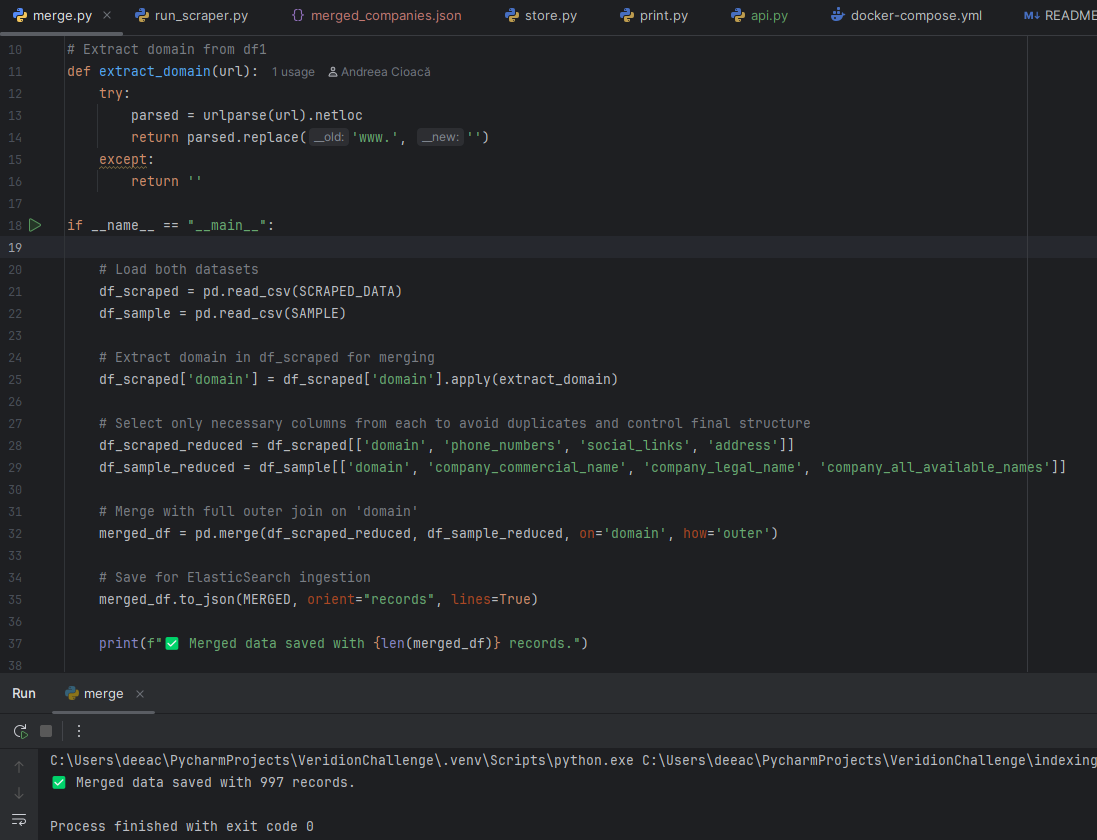 merge.py
run_scraper.py
merged_companies.json
store.py
print.py
api.py
docker-compose.yml
README
10 # Extract domain from df1
11 def extract_domain(url): 1 usage Andreea Cioacă
12 try:
13 parsed = urlparse(url).netloc
14 return parsed.replace( __old: 'www.', __new: '')
15 except:
16 return ''
17
18 if __name__ == "__main__":
19
20 # Load both datasets
21 df_scraped = pd.read_csv(SCRAPED_DATA)
22 df_sample = pd.read_csv(SAMPLE)
23
24 # Extract domain in df_scraped for merging
25 df_scraped['domain'] = df_scraped['domain'].apply(extract_domain)
26
27 # Select only necessary columns from each to avoid duplicates and control final structure
28 df_scraped_reduced = df_scraped[['domain', 'phone_numbers', 'social_links', 'address']]
29 df_sample_reduced = df_sample[['domain', 'company_commercial_name', 'company_legal_name', 'company_all_available_names']]
30
31 # Merge with full outer join on 'domain'
32 merged_df = pd.merge(df_scraped_reduced, df_sample_reduced, on='domain', how='outer')
33
34 # Save for ElasticSearch ingestion
35 merged_df.to_json(MERGED, orient="records", lines=True)
36
37 print(f"✅ Merged data saved with {len(merged_df)} records.")
38
Run
merge
C:\Users\deeac\PycharmProjects\VeridionChallenge\.venv\Scripts\python.exe C:\Users\deeac\PycharmProjects\VeridionChallenge\indexing
✅ Merged data saved with 997 records.
Process finished with exit code 0